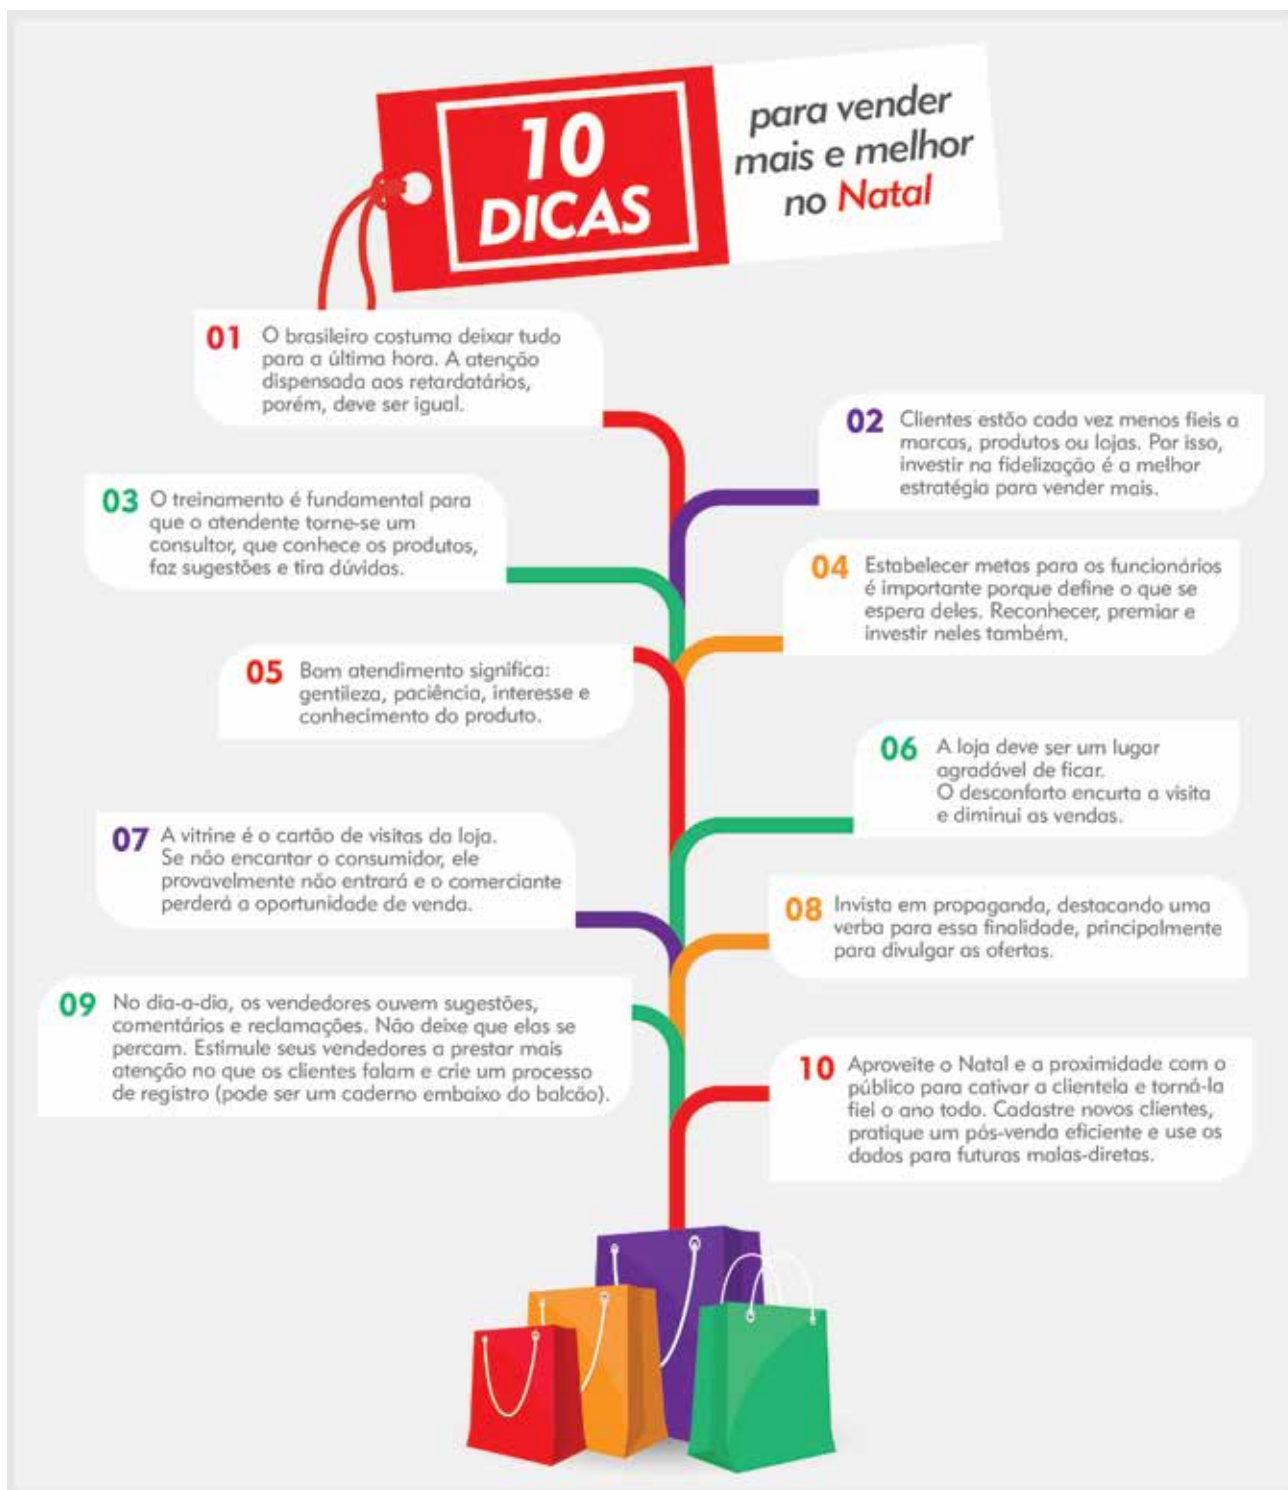 10
DICAS
para vender
mais e melhor
no Natal
01 O brasileiro costuma deixar tudo
para a última hora. A atenção
dispensada aos retardatários,
porém, deve ser igual.
02 Clientes estão cada vez menos fieis a
marcas, produtos ou lojas. Por isso,
investir na fidelização é a melhor
estratégia para vender mais.
03 O treinamento é fundamental para
que o atendente torne-se um
consultor, que conhece os produtos,
faz sugestões e tira dúvidas.
04 Estabelecer metas para os funcionários
é importante porque define o que se
espera deles. Reconhecer, premiar e
investir neles também.
05 Bom atendimento significa:
gentileza, paciência, interesse e
conhecimento do produto.
06 A loja deve ser um lugar
agradável de ficar.
O desconforto encurta a visita
e diminui as vendas.
07 A vitrine é o cartão de visitas da loja.
Se não encantar o consumidor, ele
provavelmente não entrará e o comerciante
perderá a oportunidade de venda.
08 Invista em propaganda, destacando uma
verba para essa finalidade, principalmente
para divulgar as ofertas.
09 No dia-a-dia, os vendedores ouvem sugestões,
comentários e reclamações. Não deixe que elas se
percam. Estimule seus vendedores a prestar mais
atenção no que os clientes falam e crie um processo
de registro (pode ser um caderno embaixo do balcão).
10 Aproveite o Natal e a proximidade com o
público para cativar a clientela e torná-la
fiel o ano todo. Cadastre novos clientes,
pratique um pós-venda eficiente e use os
dados para futuras malas-diretas.